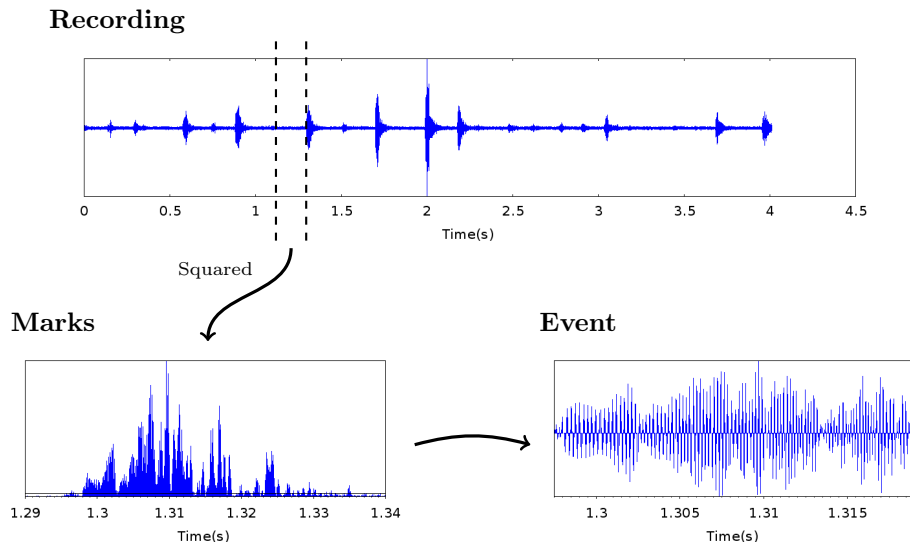 Recording
0 0.5 1 1.5 2 2.5 3 3.5 4 4.5
Time(s)
Squared
Marks
1.29 1.3 1.31 1.32 1.33 1.34
Time(s)
Event
1.3 1.305 1.31 1.315
Time(s)